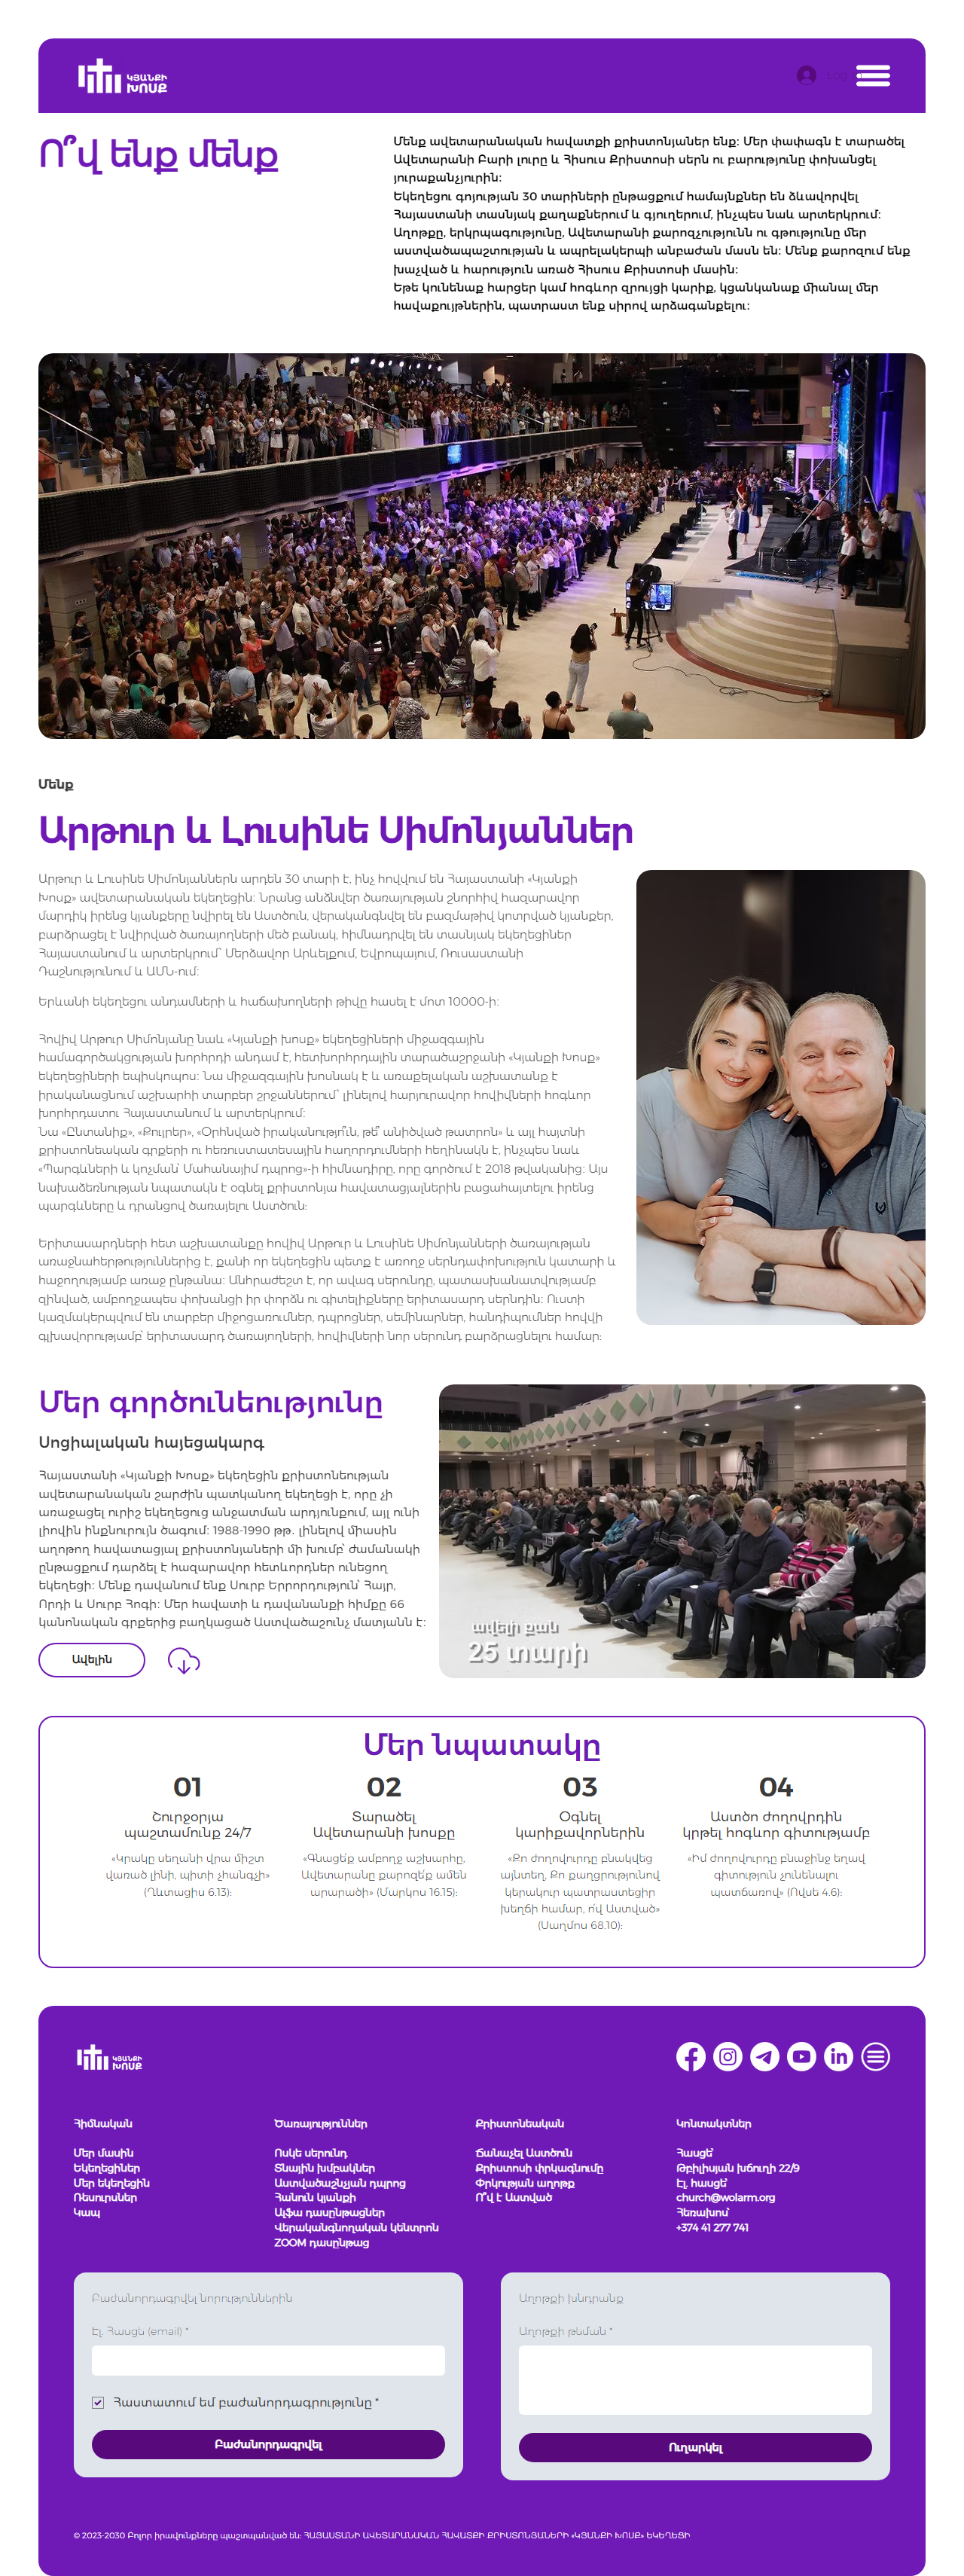 ԿՅԱՆՔԻ
ԽՈՍՔ
Log
Ո՞վ ենք մենք
Մենք ավետարանական հավատքի քրիստոնյաներ ենք: Մեր փափագն է տարածել
Ավետարանի Բարի լուրը և Հիսուս Քրիստոսի սերն ու բարությունը փոխանցել
յուրաքանչյուրին:
Եկեղեցու գոյության 30 տարիների ընթացքում համայնքներ են ձևավորվել
Հայաստանի տասնյակ քաղաքներում և գյուղերում, ինչպես նաև արտերկրում:
Աղոթքը, երկրպագությունը, Ավետարանի քարոզչությունն ու գթությունը մեր
աստվածապաշտության և ապրելակերպի անբաժան մասն են: Մենք քարոզում ենք
խաչված և հարություն առած Հիսուս Քրիստոսի մասին:
Եթե կունենաք հարցեր կամ հոգևոր զրույցի կարիք, կցանկանաք միանալ մեր
հավաքույթներին, պատրաստ ենք սիրով արձագանքելու:
Մենք
Արթուր և Լուսինե Սիմոնյաններ
Արթուր և Լուսինե Սիմոնյաններն արդեն 30 տարի է, ինչ հովվում են Հայաստանի «Կյանքի
Խոսք» ավետարանական եկեղեցին: Նրանց անձնվեր ծառայության շնորհիվ հազարավոր
մարդիկ իրենց կյանքերը նվիրել են Աստծուն, վերականգնվել են բազմաթիվ կոտրված կյանքեր,
բարձրացել է նվիրված ծառայողների մեծ բանակ, հիմնադրվել են տասնյակ եկեղեցիներ
Հայաստանում և արտերկրում՝ Մերձավոր Արևելքում, Եվրոպայում, Ռուսաստանի
Դաշնությունում և ԱՄՆ-ում:
Երևանի եկեղեցու անդամների և հաճախողների թիվը հասել է մոտ 10000-ի:
Հովիվ Արթուր Սիմոնյանը նաև «Կյանքի խոսք» եկեղեցիների միջազգային
համագործակցության խորհրդի անդամ է, հետխորհրդային տարածաշրջանի «Կյանքի Խոսք»
եկեղեցիների եպիսկոպոս: Նա միջազգային խոսնակ է և առաքելական աշխատանք է
իրականացնում աշխարհի տարբեր շրջաններում՝ լինելով հարյուրավոր հովիվների հոգևոր
խորհրդատու Հայաստանում և արտերկրում:
Նա «Ընտանիք», «Քույրեր», «Օրհնված իրականությո՞ւն, թե՞ անիծված թատրոն» և այլ հայտնի
քրիստոնեական գրքերի ու հեռուստատեսային հաղորդումների հեղինակն է, ինչպես նաև
«Պարգևների և կոչման՝ Մահանայիմ դպրոց»-ի հիմնադիրը, որը գործում է 2018 թվականից: Այս
նախաձեռնության նպատակն է օգնել քրիստոնյա հավատացյալներին բացահայտելու իրենց
պարգևները և դրանցով ծառայելու Աստծուն:
Երիտասարդների հետ աշխատանքը հովիվ Արթուր և Լուսինե Սիմոնյանների ծառայության
առաջնահերթություններից է, քանի որ եկեղեցին պետք է առողջ սերնդափոխություն կատարի և
հաջողությամբ առաջ ընթանա: Անհրաժեշտ է, որ ավագ սերունդը, պատասխանատվությամբ
զինված, ամբողջապես փոխանցի իր փորձն ու գիտելիքները երիտասարդ սերնդին: Ուստի
կազմակերպվում են տարբեր միջոցառումներ, դպրոցներ, սեմինարներ, հանդիպումներ հովվի
գլխավորությամբ՝ երիտասարդ ծառայողների, հովիվների նոր սերունդ բարձրացնելու համար:
Մեր գործունեությունը
Սոցիալական հայեցակարգ
Հայաստանի «Կյանքի Խոսք» եկեղեցին քրիստոնեության
ավետարանական շարժին պատկանող եկեղեցի է, որը չի
առաջացել ուրիշ եկեղեցուց անջատման արդյունքում, այլ ունի
լիովին ինքնուրույն ծագում: 1988-1990 թթ. լինելով միասին
աղոթող հավատացյալ քրիստոնյաների մի խումբ՝ ժամանակի
ընթացքում դարձել է հազարավոր հետևորդներ ունեցող
եկեղեցի: Մենք դավանում ենք Սուրբ Երրորդություն՝ Հայր,
Որդի և Սուրբ Հոգի: Մեր հավատի և դավանանքի հիմքը 66
կանոնական գրքերից բաղկացած Աստվածաշունչ մատյանն է:
Ավելին
ավելի քան
25 տարի
Մեր նպատակը
01
Շուրջօրյա
պաշտամունք 24/7
«Կրակը սեղանի վրա միշտ
վառած լինի, պիտի չհանգչի»
(Ղևտացիս 6.13):
02
Տարածել
Ավետարանի խոսքը
«Գնացե՛ք ամբողջ աշխարհը,
Ավետարանը քարոզե՛ք ամեն
արարածի» (Մարկոս 16.15):
03
Օգնել
կարիքավորներին
«Քո ժողովուրդը բնակվեց
այնտեղ, Քո քաղցրությունով
կերակուր պատրաստեցիր
խեղճի համար, ո՛վ Աստված»
(Սաղմոս 68.10):
04
Աստծո ժողովրդին
կրթել հոգևոր գիտությամբ
«Իմ ժողովուրդը բնաջինջ եղավ
գիտություն չունենալու
պատճառով» (Ովսե 4.6):
ԿՅԱՆՔԻ
ԽՈՍՔ
Հիմնական
Մեր մասին
Եկեղեցիներ
Մեր եկեղեցին
Ռեսուրսներ
Կապ
Ծառայություններ
Ոսկե սերունդ
Տնային խմբակներ
Աստվածաշնչյան դպրոց
Հանուն կյանքի
Ալֆա դասընթացներ
Վերականգնողական կենտրոն
ZOOM դասընթաց
Քրիստոնեական
Ճանաչել Աստծուն
Քրիստոսի փրկագնումը
Փրկության աղոթք
Ո՞վ է Աստված
Կոնտակտներ
Հասցե՝
Թբիլիսյան խճուղի 22/9
Էլ. հասցե՝
church@wolarm.org
Հեռախոս՝
+374 41 277 741
Բաժանորդագրվել նորություններին
Էլ. Հասցե (email) *
Հաստատում եմ բաժանորդագրությունը *
Բաժանորդագրվել
Աղոթքի խնդրանք
Աղոթքի թեման *
Ուղարկել
© 2023-2030 Բոլոր իրավունքները պաշտպանված են: ՀԱՅԱՍՏԱՆԻ ԱՎԵՏԱՐԱՆԱԿԱՆ ՀԱՎԱՏՔԻ ՔՐԻՍՏՈՆՅԱՆԵՐԻ «ԿՅԱՆՔԻ ԽՈՍՔ» ԵԿԵՂԵՑԻ